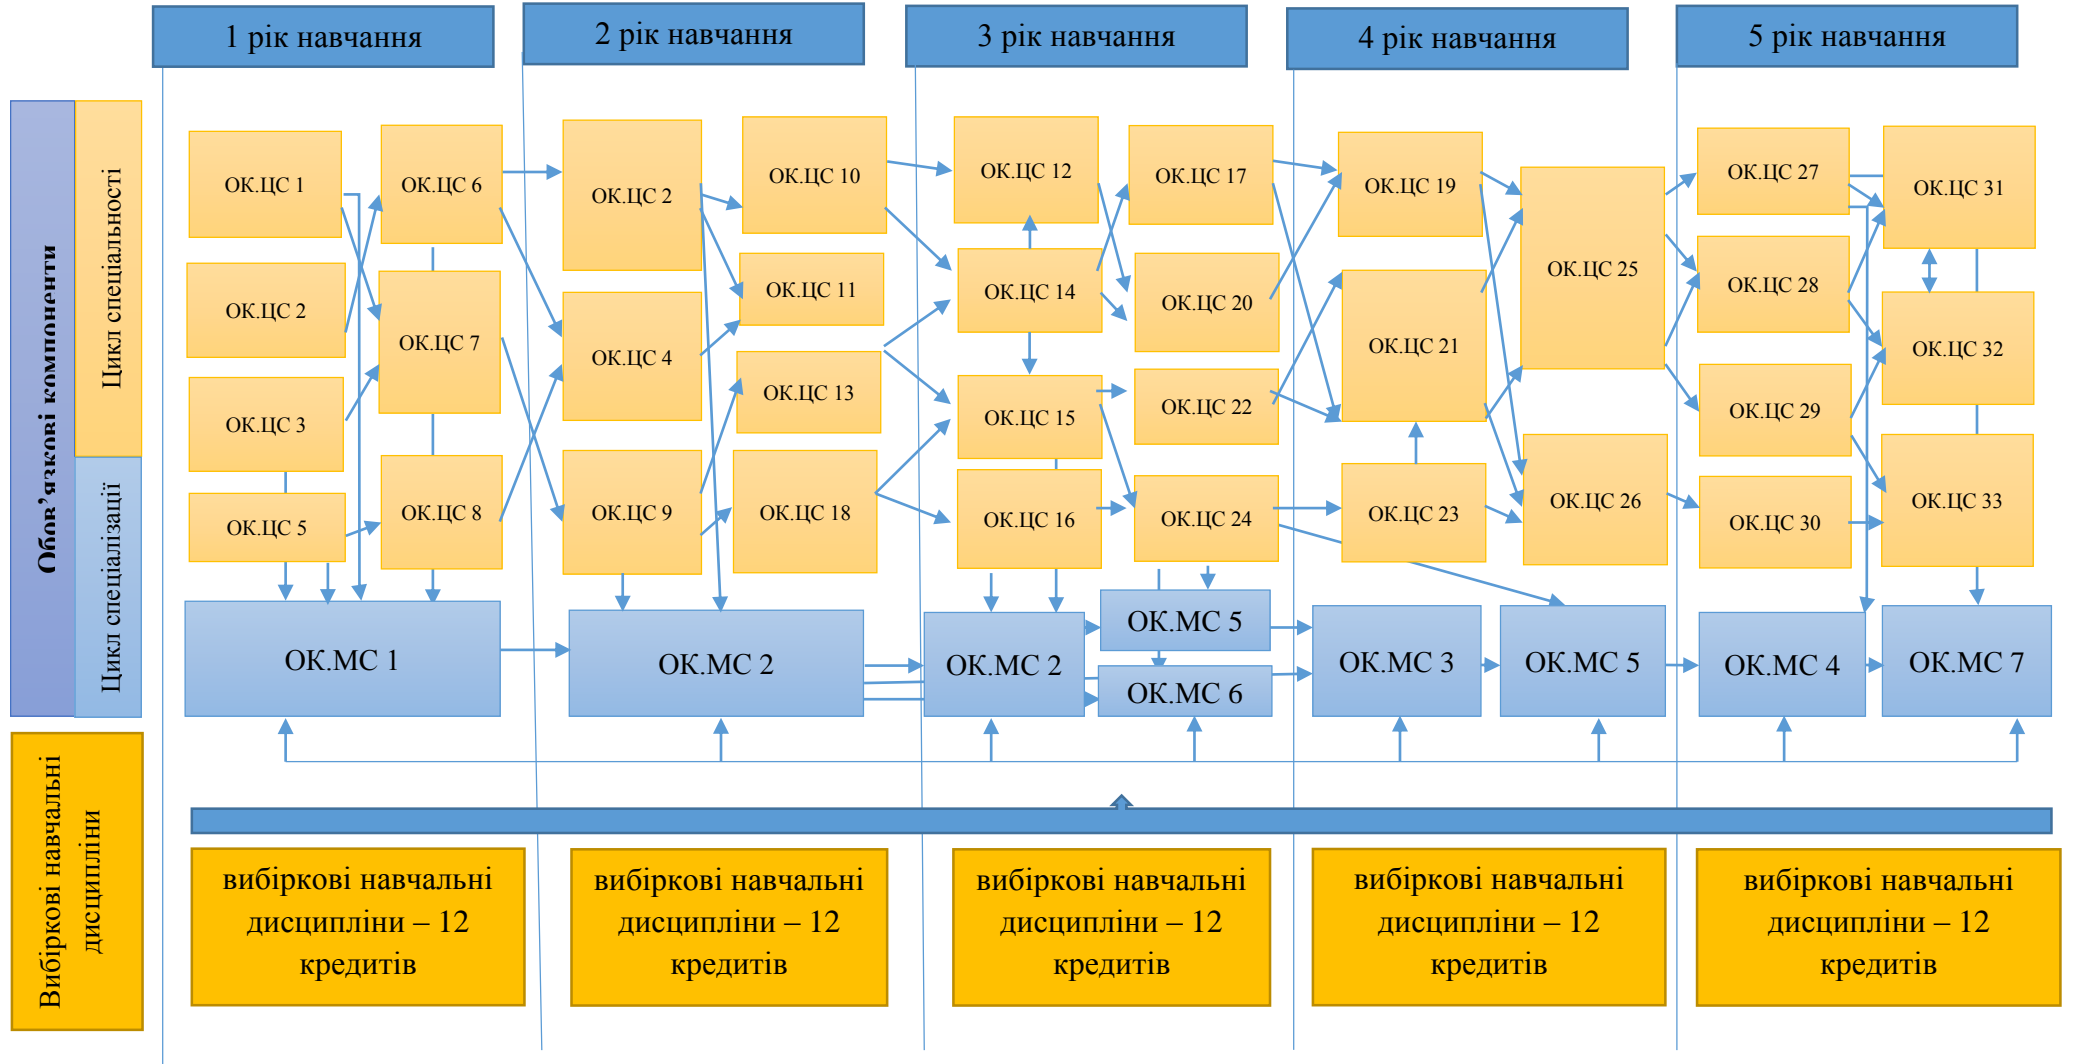 1 рік навчання
2 рік навчання
3 рік навчання
4 рік навчання
5 рік навчання
Обов’язкові компоненти
Цикл спеціальності
Цикл спеціалізації
ОК.ЦС 1
ОК.ЦС 2
ОК.ЦС 3
ОК.ЦС 5
ОК.ЦС 6
ОК.ЦС 7
ОК.ЦС 8
ОК.ЦС 2
ОК.ЦС 4
ОК.ЦС 9
ОК.ЦС 10
ОК.ЦС 11
ОК.ЦС 13
ОК.ЦС 18
ОК.ЦС 12
ОК.ЦС 14
ОК.ЦС 15
ОК.ЦС 16
ОК.ЦС 17
ОК.ЦС 20
ОК.ЦС 22
ОК.ЦС 24
ОК.ЦС 19
ОК.ЦС 21
ОК.ЦС 23
ОК.ЦС 25
ОК.ЦС 26
ОК.ЦС 27
ОК.ЦС 28
ОК.ЦС 29
ОК.ЦС 30
ОК.ЦС 31
ОК.ЦС 32
ОК.ЦС 33
ОК.МС 1
ОК.МС 2
ОК.МС 2
ОК.МС 5
ОК.МС 6
ОК.МС 3
ОК.МС 5
ОК.МС 4
ОК.МС 7
Вибіркові навчальні
дисципліни
вибіркові навчальні
дисципліни – 12
кредитів
вибіркові навчальні
дисципліни – 12
кредитів
вибіркові навчальні
дисципліни – 12
кредитів
вибіркові навчальні
дисципліни – 12
кредитів
вибіркові навчальні
дисципліни – 12
кредитів